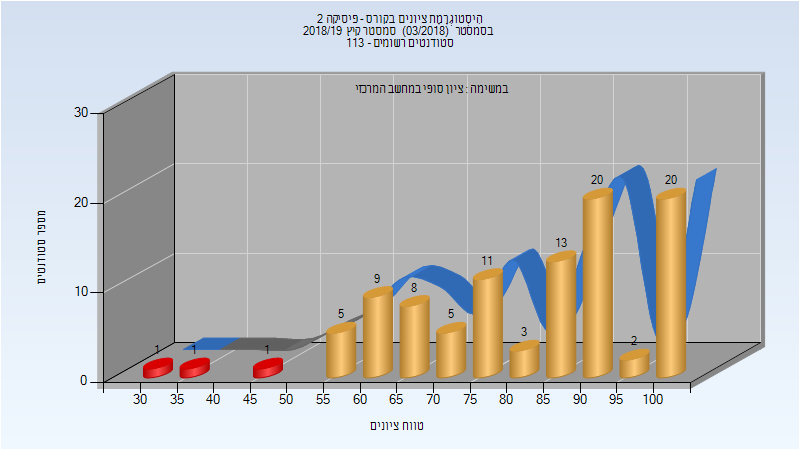 היסטוגרמת ציונים בקורס - פיסיקה 2
בסמסטר (03/2018) סמסטר קיץ 2018/19
סטודנטים רשומים - 113
במשימה : ציון סופי במחשב המרכזי
מספר סטודנטים
30
20
10
0
1
1
1
5
9
8
5
11
3
13
20
2
20
30 35 40 45 50 55 60 65 70 75 80 85 90 95 100
טווח ציונים